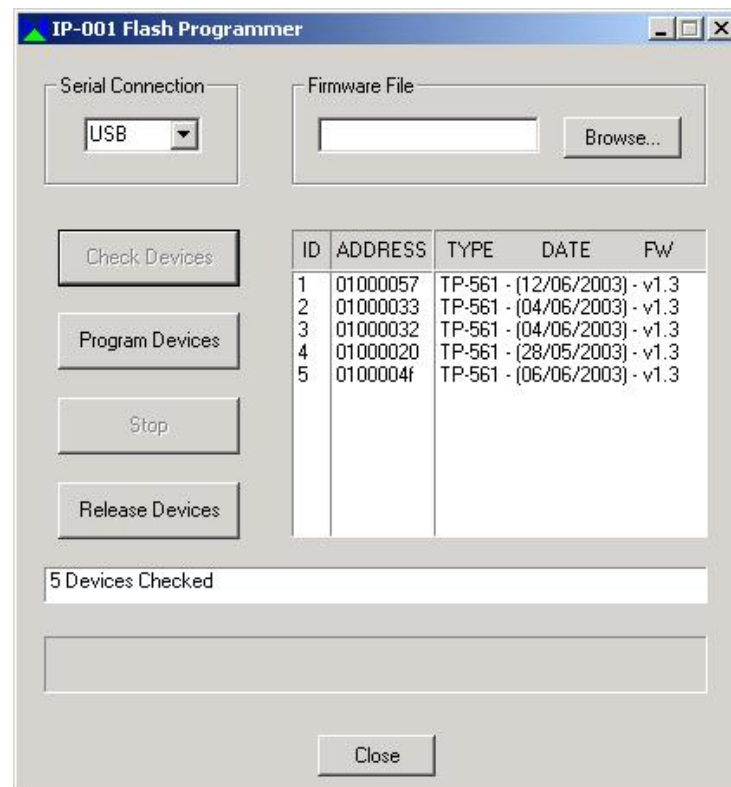 IP-001 Flash Programmer
Serial Connection
Firmware File
USB
Browse...
Check Devices
Program Devices
Stop
Release Devices
ID ADDRESS TYPE DATE FW
1 01000057 TP-561 - (12/06/2003) - v1.3
2 01000033 TP-561 - (04/06/2003) - v1.3
3 01000032 TP-561 - (04/06/2003) - v1.3
4 01000020 TP-561 - (28/05/2003) - v1.3
5 0100004f TP-561 - (06/06/2003) - v1.3
5 Devices Checked
Close